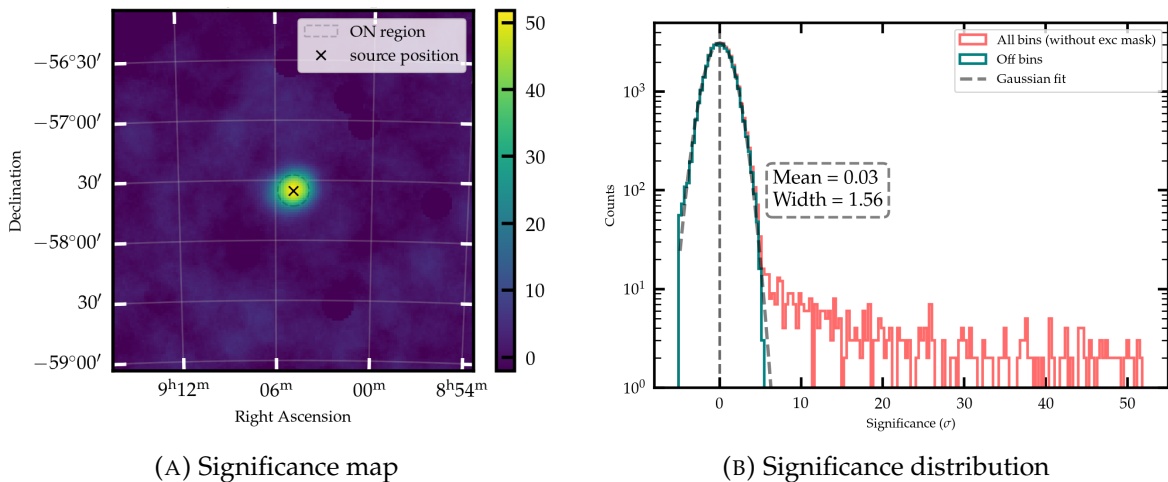 ON region
source position
−56°30′
−57°00′
30′
−58°00′
30′
−59°00′
Declination
9ʰ12ᵐ
06ᵐ
00ᵐ
8ʰ54ᵐ
Right Ascension
50
40
30
20
10
0
(A) Significance map
All bins (without exc mask)
Off bins
Gaussian fit
Mean = 0.03
Width = 1.56
10³
10²
10¹
10⁰
Counts
0
10
20
30
40
50
Significance (σ)
(B) Significance distribution